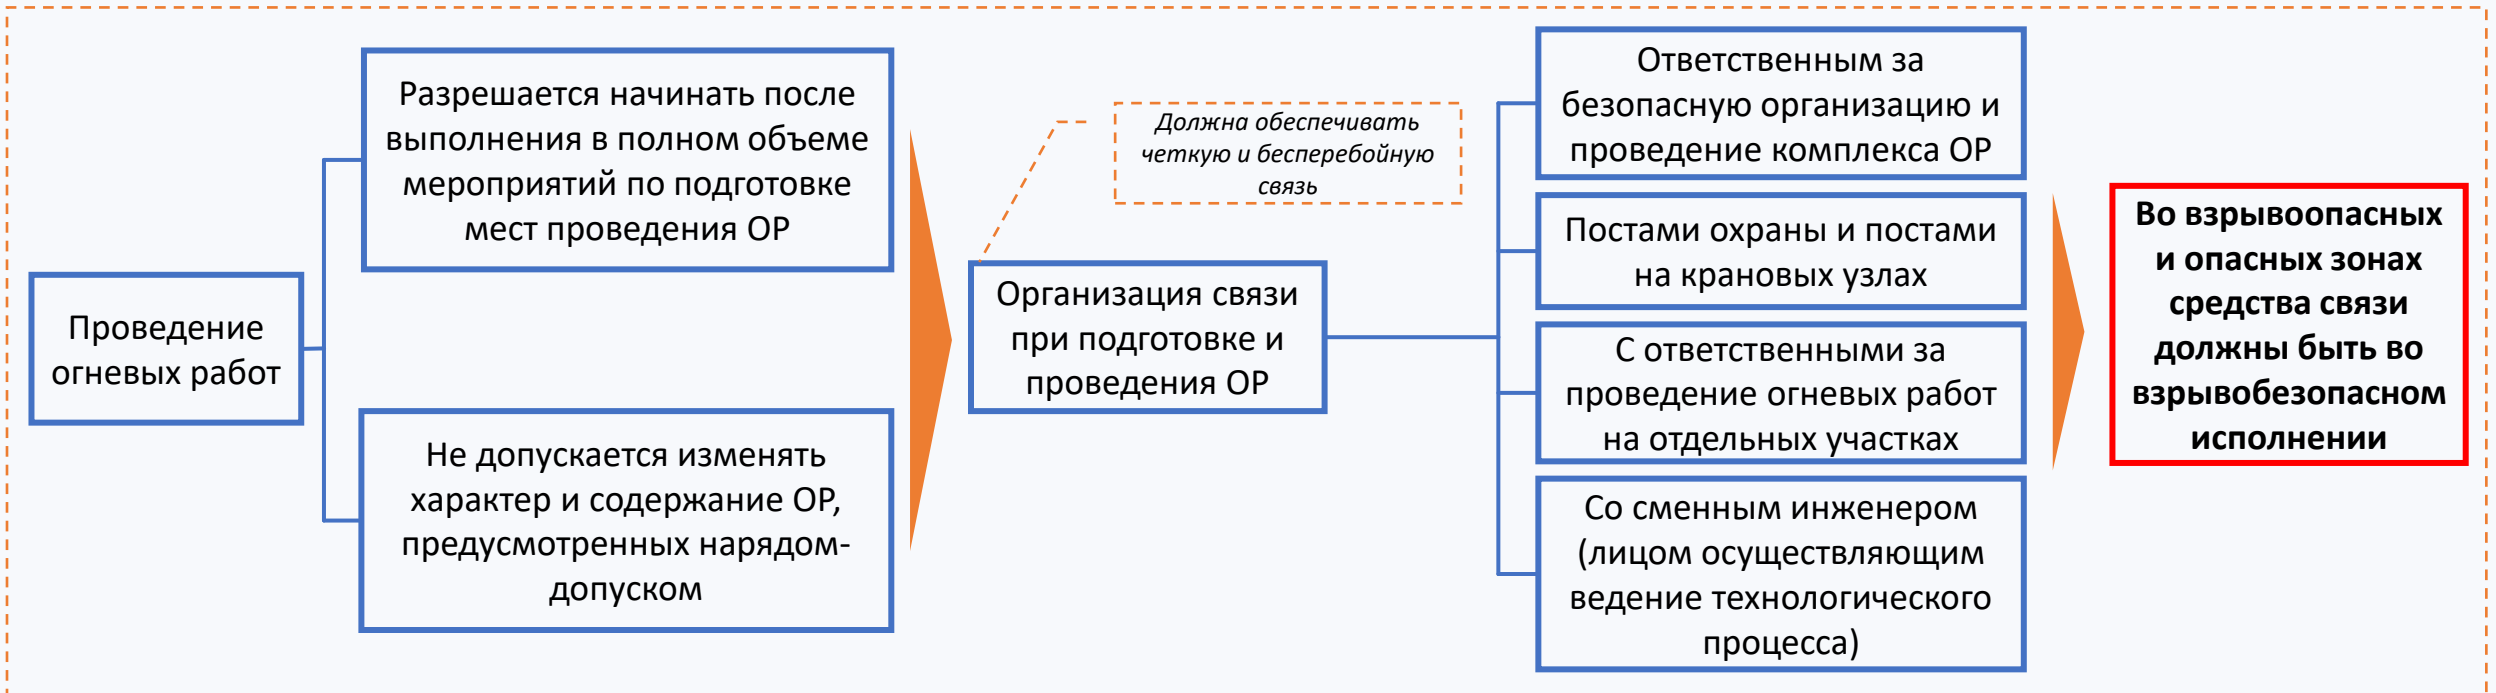 Проведение
огневых работ
Разрешается начинать после
выполнения в полном объеме
мероприятий по подготовке
мест проведения ОР
Не допускается изменять
характер и содержание ОР,
предусмотренных нарядом-
допуском
Должна обеспечивать
четкую и бесперебойную
связь
Организация связи
при подготовке и
проведения ОР
Ответственным за
безопасную организацию и
проведение комплекса ОР
Постами охраны и постами
на крановых узлах
С ответственными за
проведение огневых работ
на отдельных участках
Со сменным инженером
(лицом осуществляющим
ведение технологического
процесса)
Во взрывоопасных
и опасных зонах
средства связи
должны быть во
взрывобезопасном
исполнении